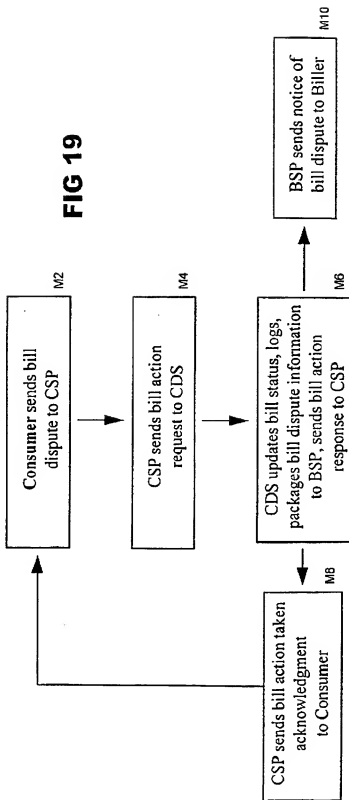 FIG 19
Consumer sends bill
dispute to CSP
M2
CSP sends bill action
request to CDS
M4
CDS updates bill status, logs,
packages bill dispute information
to BSP, sends bill action
response to CSP
M6
CSP sends bill action taken
acknowledgment
to Consumer
M8
BSP sends notice of
bill dispute to Biller
M10